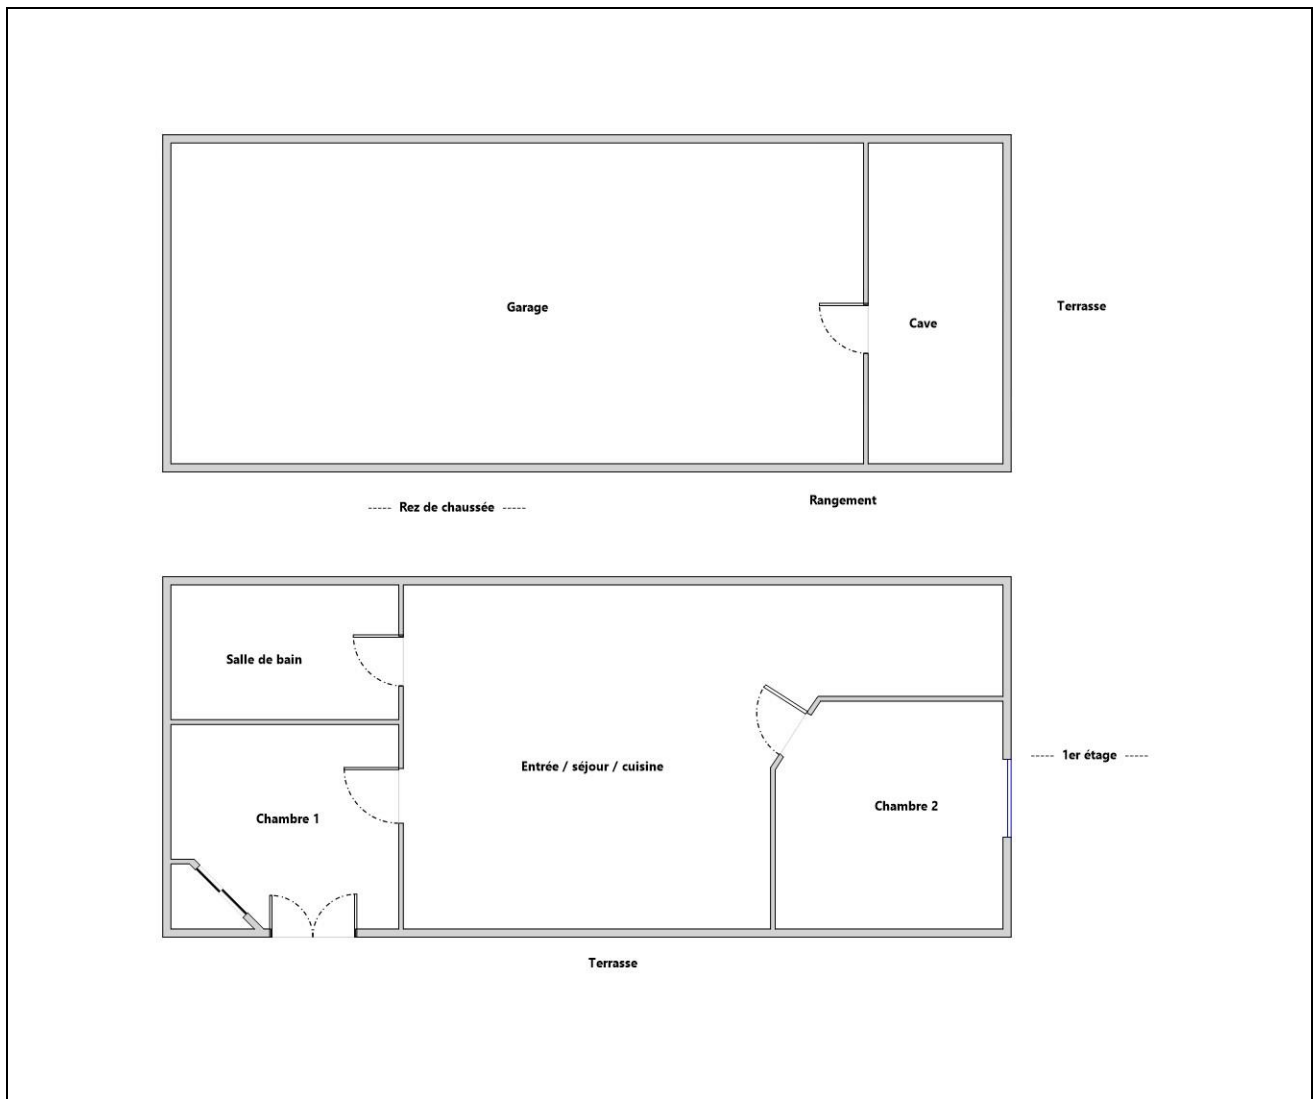 Garage
Terrasse
Cave
Rangement
----- Rez de chaussée -----
Salle de bain
----- 1er étage -----
Entrée / séjour / cuisine
Chambre 2
Chambre 1
Terrasse